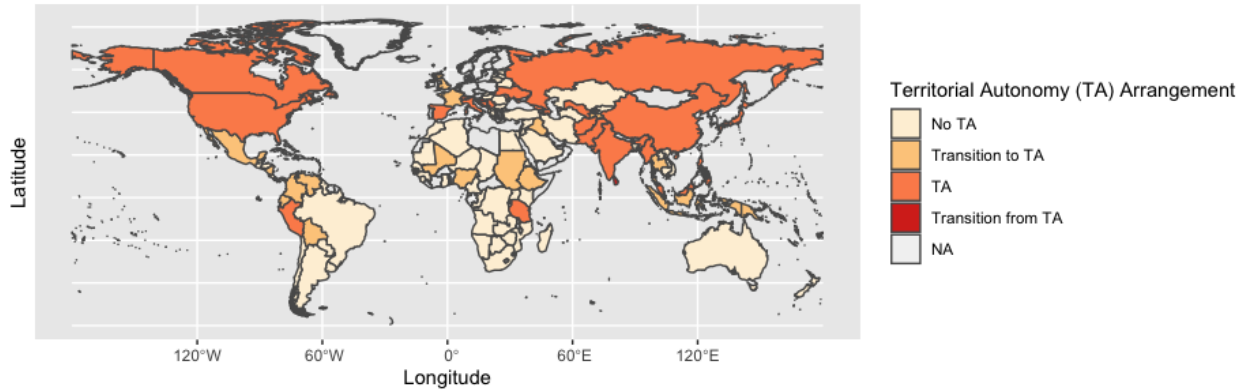 Latitude
120°W
60°W
0°
60°E
120°E
Longitude
Territorial Autonomy (TA) Arrangement
No TA
Transition to TA
TA
Transition from TA
NA